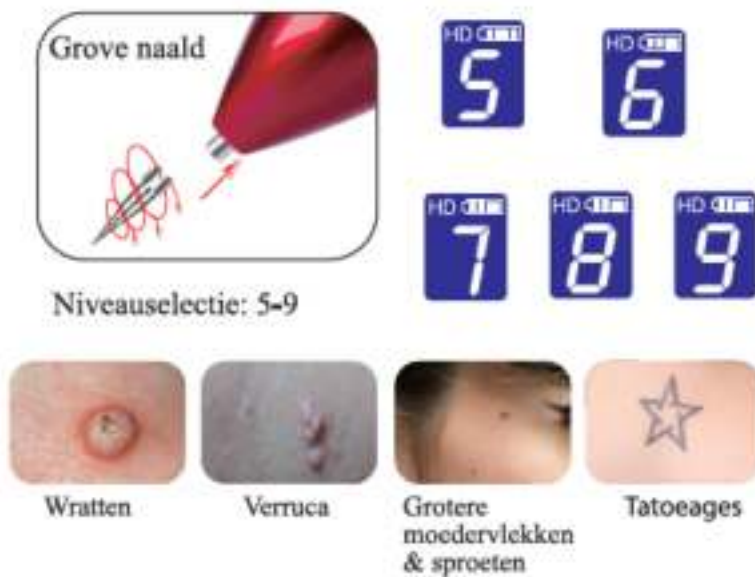 Grove naald
HD 5
HD 6
HD 7
HD 8
HD 9
Niveauselectie: 5-9
Wratten
Verruca
Grotere
moedervlekken
& sproeten
Tatoeages